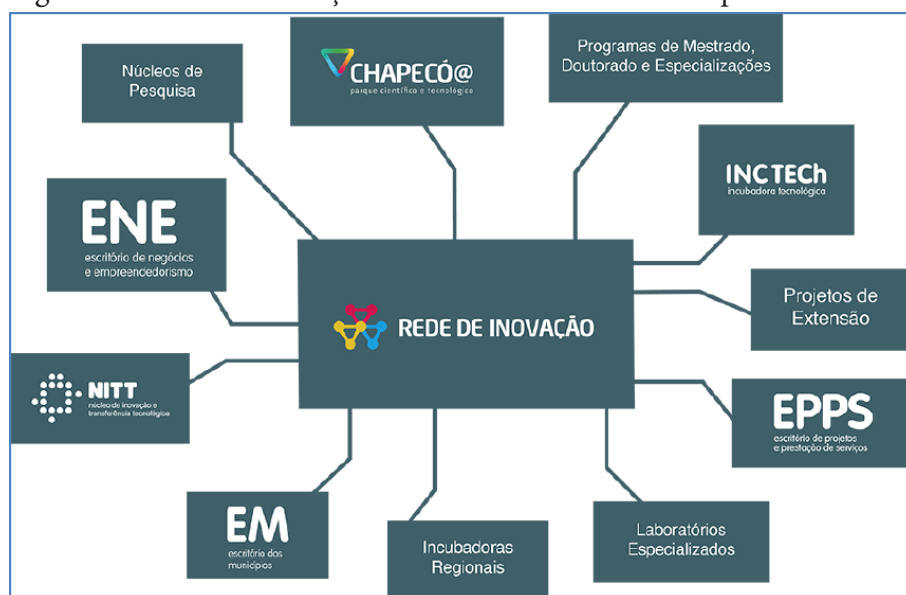 Núcleos de
Pesquisa
CHAPECÓ@
parque científico e tecnológico
Programas de Mestrado,
Doutorado e Especializações
INCTECh
incubadora tecnológica
ENE
escritório de negócios
e empreendedorismo
REDE DE INOVAÇÃO
Projetos de
Extensão
NITT
núcleo de inovação e
transferência tecnológica
EPPS
escritório de projetos
e prestação de serviços
EM
escritório dos
municípios
Incubadoras
Regionais
Laboratórios
Especializados